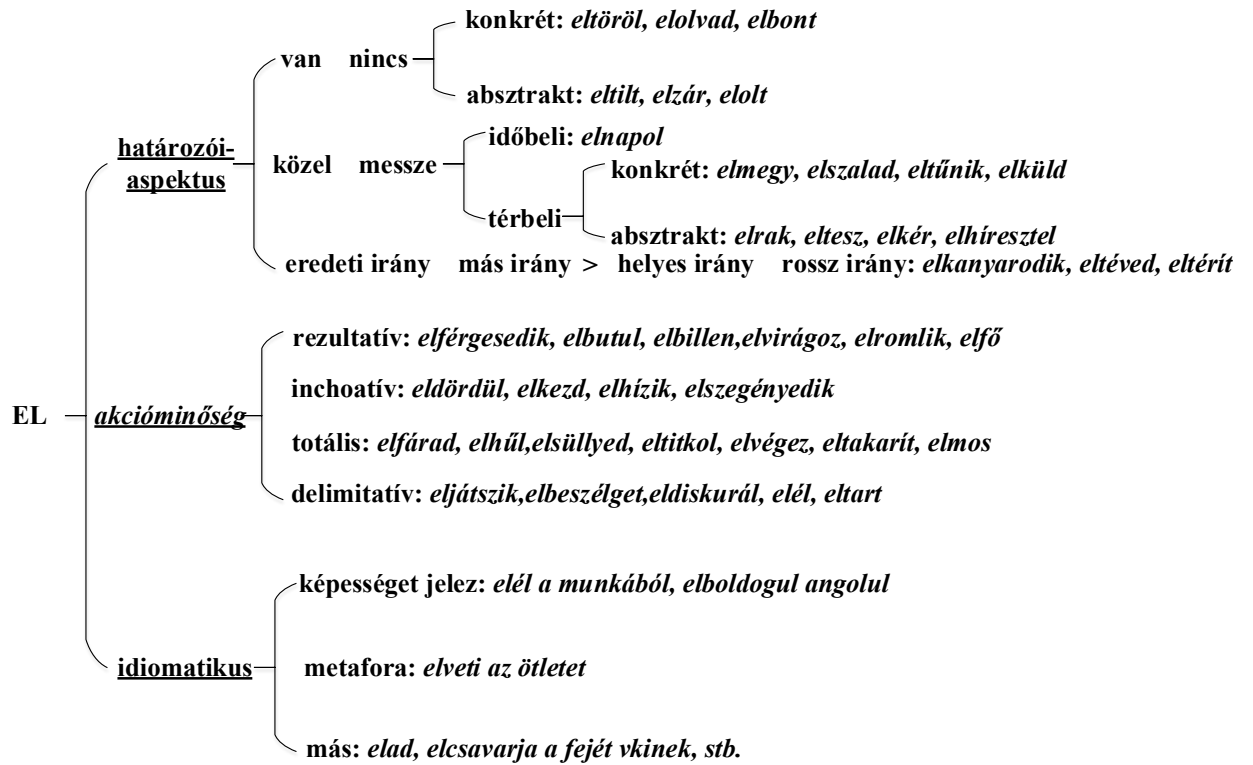 konkrét: eltöröl, elolvad, elbont
van nincs
absztrakt: eltilt, elzár, elolt
határozói-
aspektus
időbeli: elnapol
közel messze
konkrét: elmegy, elszalad, eltűnik, elküld
térbeli
absztrakt: elrak, eltesz, elkér, elhíresztel
eredeti irány más irány > helyes irány rossz irány: elkanyarodik, eltéved, eltérít
EL
akcióminőség
rezultatív: elférgesedik, elbutul, elbillen,elvirágoz, elromlik, elfő
inchoatív: eldördül, elkezd, elhízik, elszegényedik
totális: elfárad, elhűl,elsüllyed, eltitkol, elvégez, eltakarít, elmos
delimitatív: eljátszik,elbeszélget,eldiskurál, elél, eltart
idiomatikus
képességet jelez: elél a munkából, elboldogul angolul
metafora: elveti az ötletet
más: elad, elcsavarja a fejét vkinek, stb.